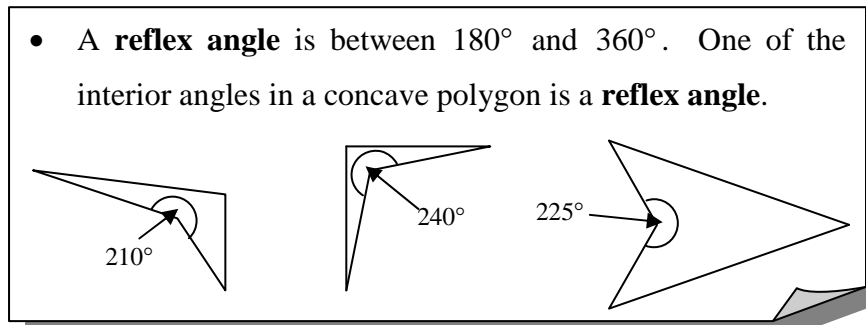 • A reflex angle is between 180° and 360°. One of the
interior angles in a concave polygon is a reflex angle.
210°
240°
225°